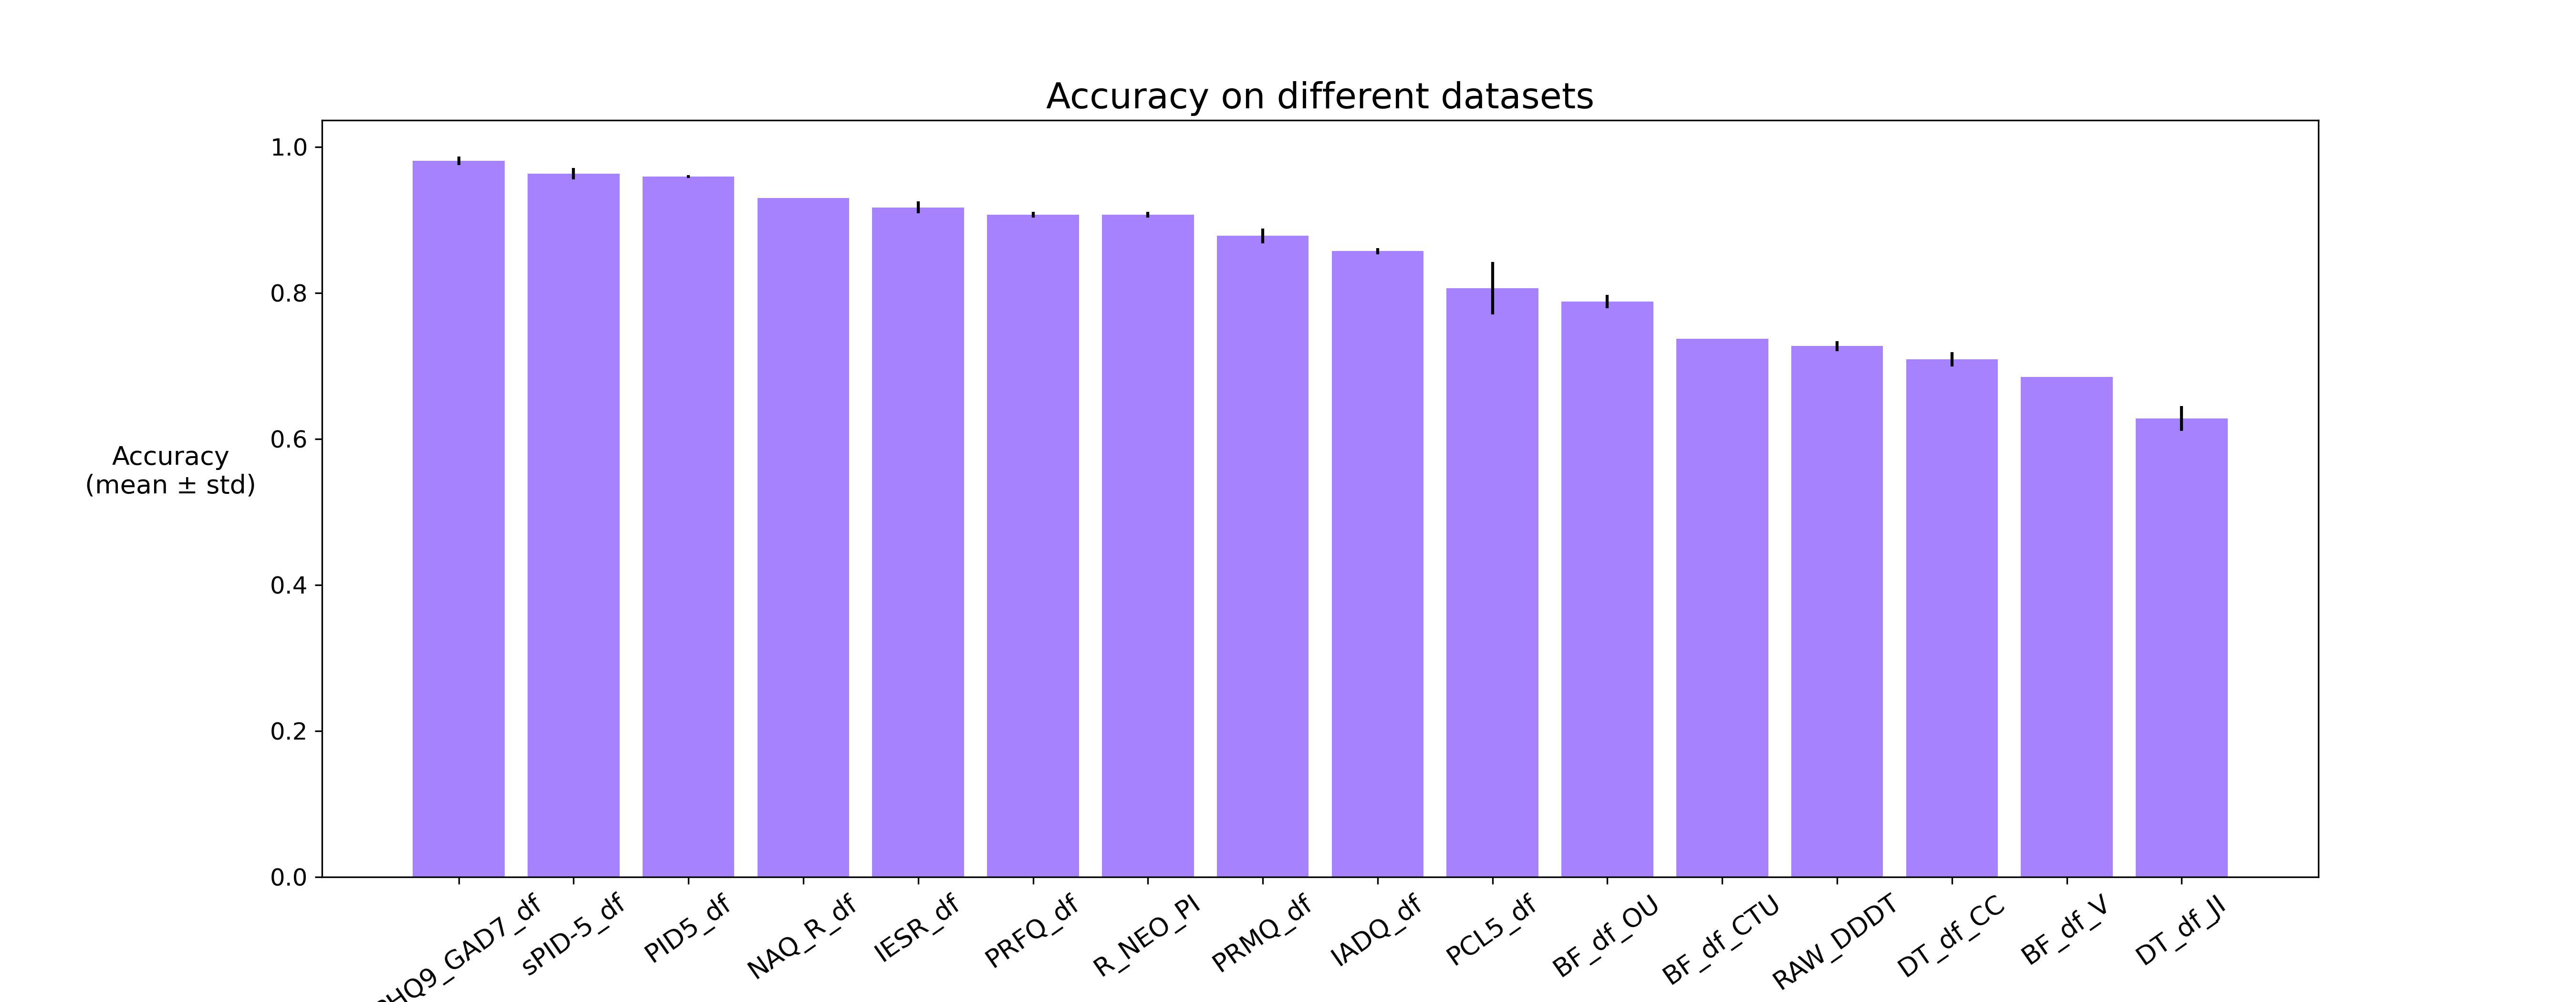 Accuracy on different datasets
1.0
0.8
0.6
0.4
0.2
0.0
Accuracy
(mean ± std)
sPID-5_df
PID5_df
NAQ_R_df
IESR_df
PRFQ_df
R_NEO_PI
PRMQ_df
IADQ_df
PCL5_df
BF_df_OU
BF_df_CTU
RAW_DDDT
DT_df_CC
BF_df_V
DT_df_JI